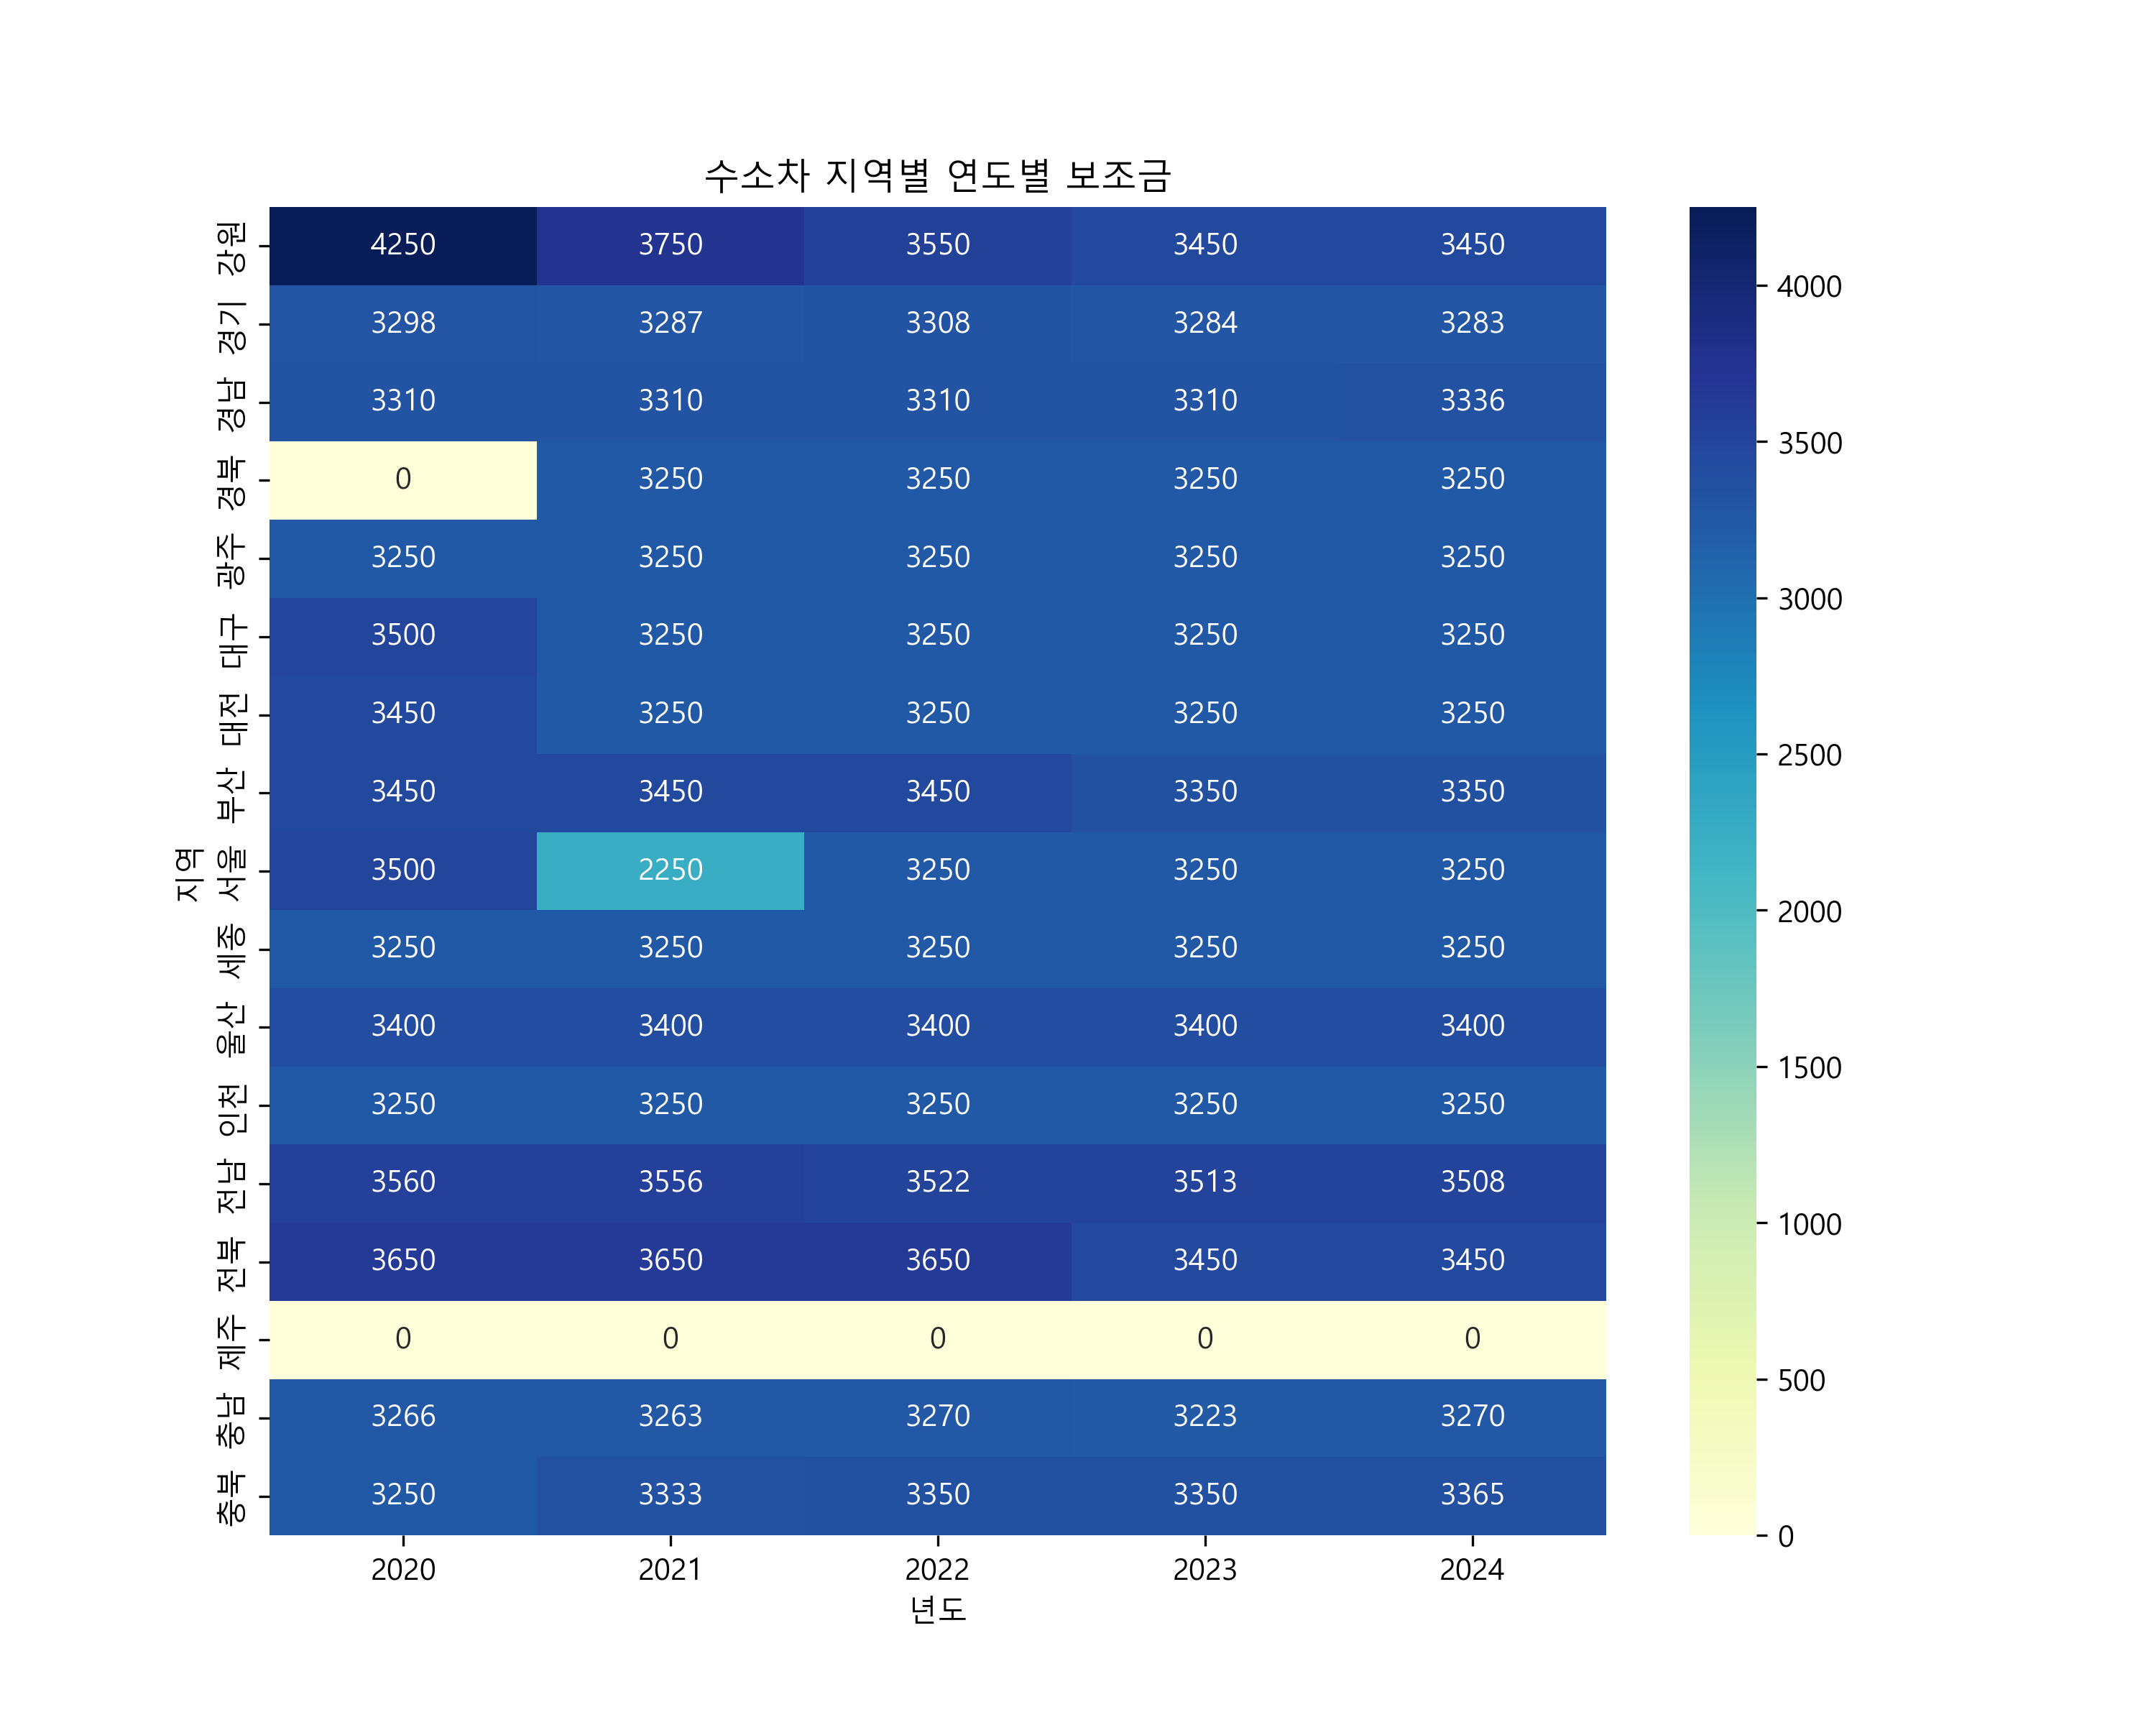 수소차 지역별 연도별 보조금
강원 4250 3750 3550 3450 3450
경기 3298 3287 3308 3284 3283
경남 3310 3310 3310 3310 3336
경북 0 3250 3250 3250 3250
광주 3250 3250 3250 3250 3250
대구 3500 3250 3250 3250 3250
대전 3450 3250 3250 3250 3250
부산 3450 3450 3450 3350 3350
서울 3500 2250 3250 3250 3250
세종 3250 3250 3250 3250 3250
울산 3400 3400 3400 3400 3400
인천 3250 3250 3250 3250 3250
전남 3560 3556 3522 3513 3508
전북 3650 3650 3650 3450 3450
제주 0 0 0 0 0
충남 3266 3263 3270 3223 3270
충북 3250 3333 3350 3350 3365
2020 2021 2022 2023 2024
년도
지역
4000
3500
3000
2500
2000
1500
1000
500
0